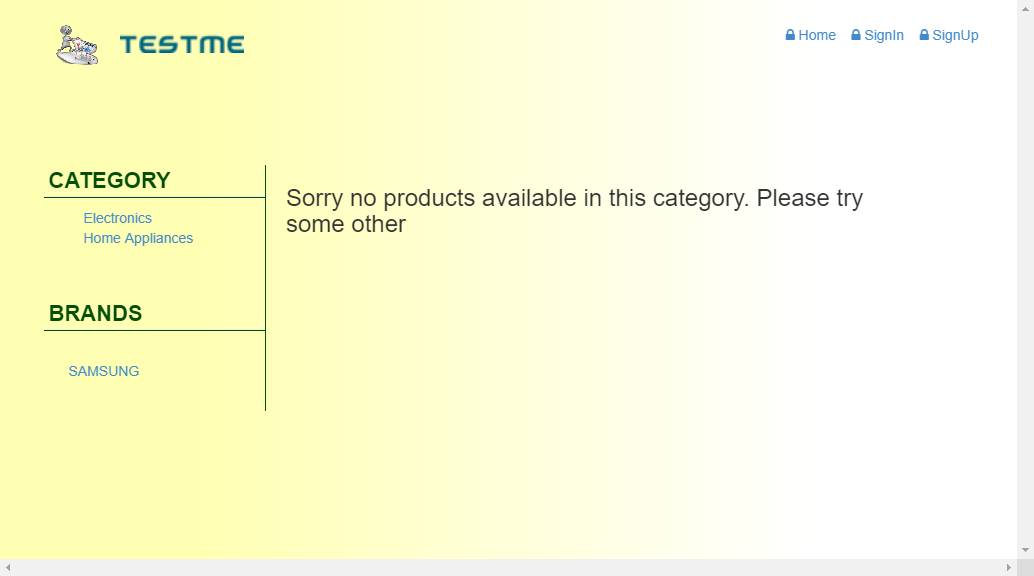 TESTME
Home SignIn SignUp
CATEGORY
Electronics
Home Appliances
BRANDS
SAMSUNG
Sorry no products available in this category. Please try
some other